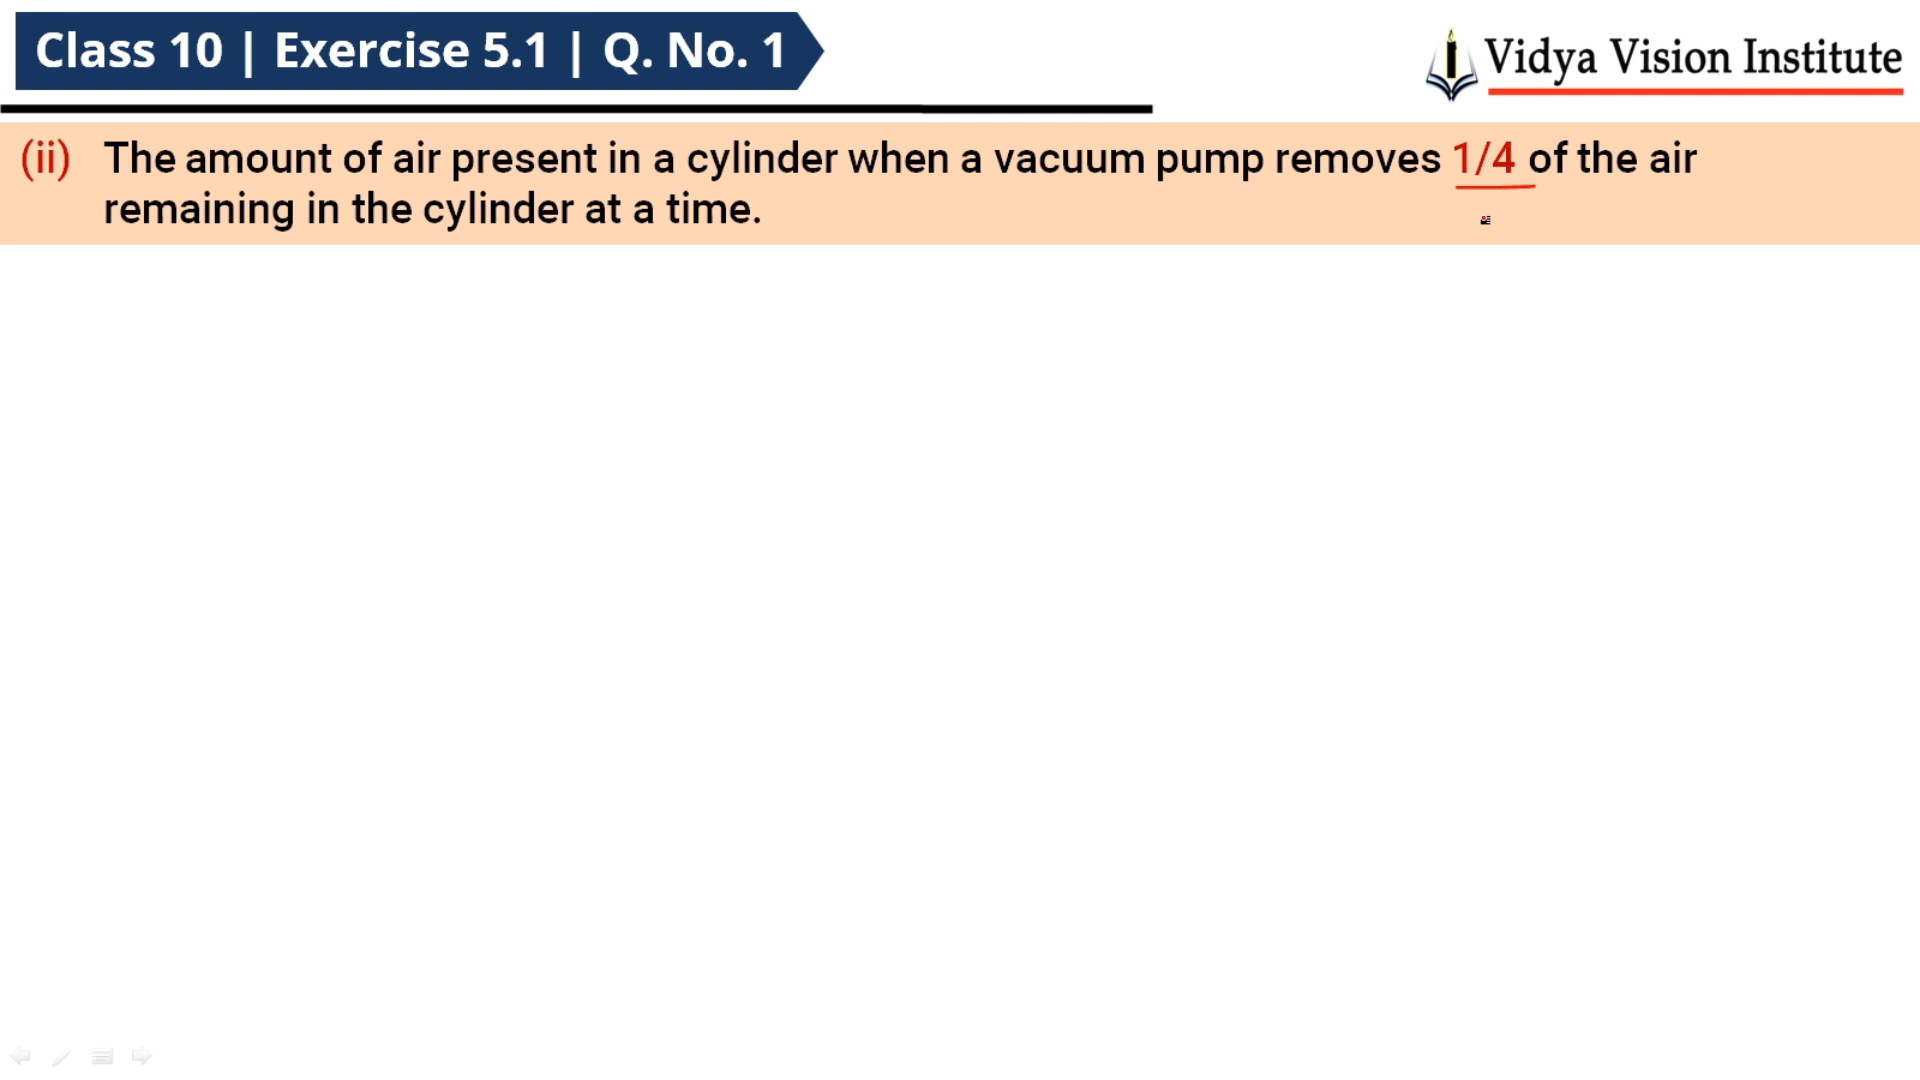 Class 10 | Exercise 5.1 | Q. No. 1
Vidya Vision Institute
(ii) The amount of air present in a cylinder when a vacuum pump removes 1/4 of the air
remaining in the cylinder at a time.